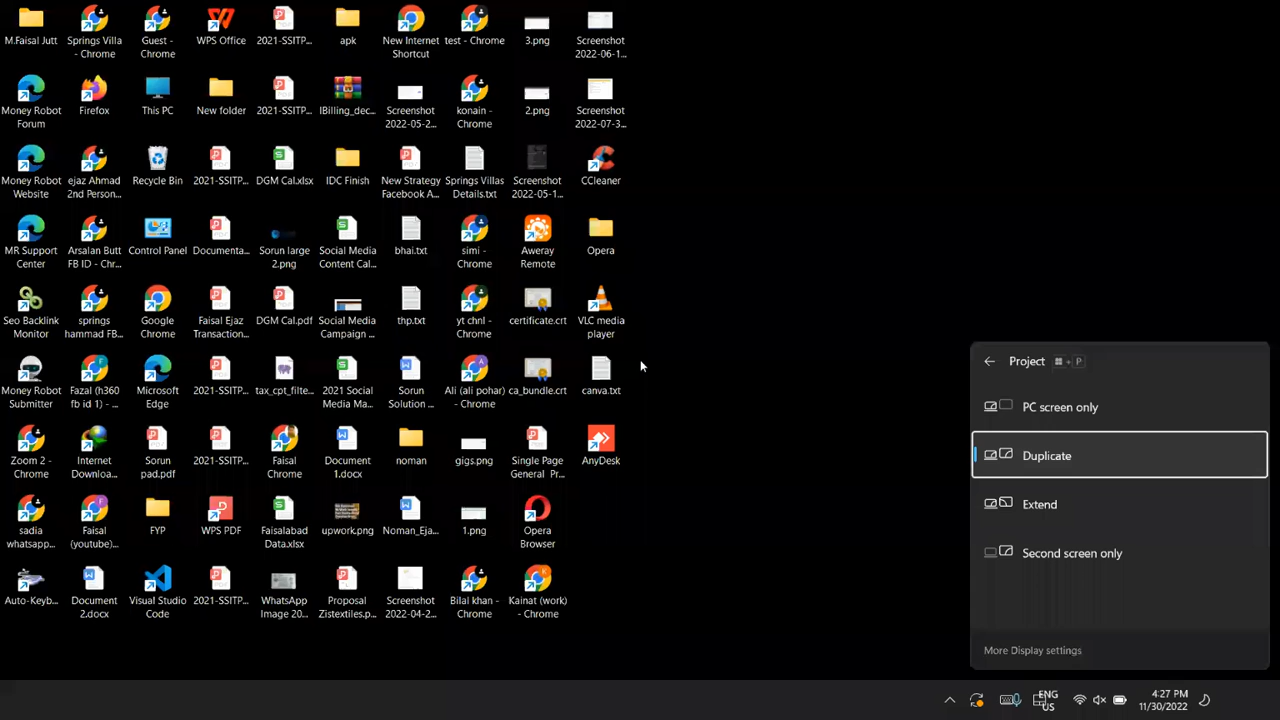 M.Faisal Jutt
Springs Villa
- Chrome
Guest -
Chrome
WPS Office
2021-SSITP...
apk
New Internet
Shortcut
test - Chrome
3.png
Screenshot
2022-06-1...
Money Robot
Forum
Firefox
This PC
New folder
2021-SSITP...
IBilling_dec...
Screenshot
2022-05-2...
konain -
Chrome
2.png
Screenshot
2022-07-3...
Money Robot
Website
ejaz Ahmad
2nd Person...
Recycle Bin
2021-SSITP...
DGM Cal.xlsx
IDC Finish
New Strategy
Facebook A...
Springs Villas
Details.txt
Screenshot
2022-05-1...
CCleaner
MR Support
Center
Arsalan Butt
FB ID - Chr...
Control Panel
Documenta...
Sorun large
2.png
Social Media
Content Cal...
bhai.txt
simi -
Chrome
Aweray
Remote
Opera
Seo Backlink
Monitor
springs
hammad FB...
Google
Chrome
Faisal Ejaz
Transaction...
DGM Cal.pdf
Social Media
Campaign ...
thp.txt
yt chnl -
Chrome
certificate.crt
VLC media
player
Money Robot
Submitter
Fazal (h360
fb id 1) - ...
Microsoft
Edge
2021-SSITP...
tax_cpt_filte...
2021 Social
Media Ma...
Sorun
Solution ...
Ali (ali pohar)
- Chrome
ca_bundle.crt
canva.txt
Zoom 2 -
Chrome
Internet
Downloa...
Sorun
pad.pdf
2021-SSITP...
Faisal
Chrome
Document
1.docx
noman
gigs.png
Single Page
General Pr...
AnyDesk
sadia
whatsapp...
Faisal
(youtube)...
FYP
WPS PDF
Faisalabad
Data.xlsx
upwork.png
Noman_Eja...
1.png
Opera
Browser
Auto-Keyb...
Document
2.docx
Visual Studio
Code
2021-SSITP...
WhatsApp
Image 20...
Proposal
Zistextiles.p...
Screenshot
2022-04-2...
Bilal khan -
Chrome
Kainat (work)
- Chrome
Project + P
PC screen only
Duplicate
Extend
Second screen only
More Display settings
ENG
US
4:27 PM
11/30/2022